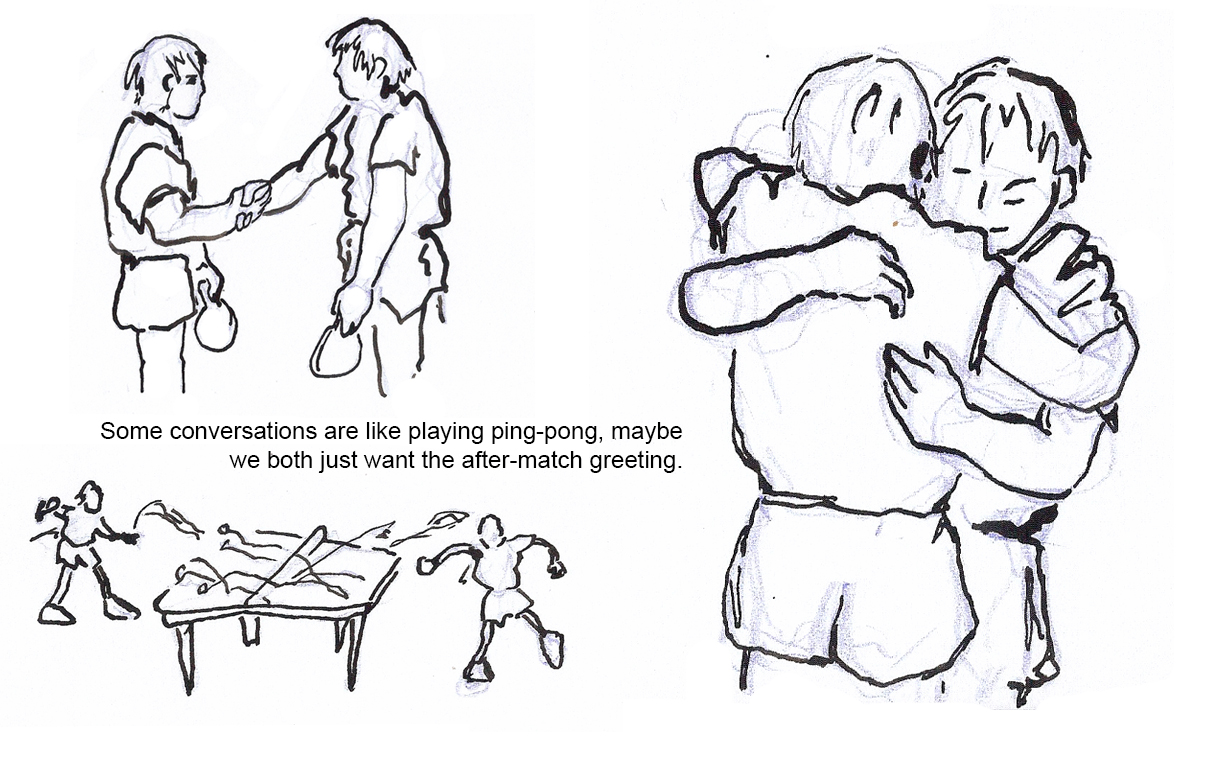 Some conversations are like playing ping-pong, maybe
we both just want the after-match greeting.